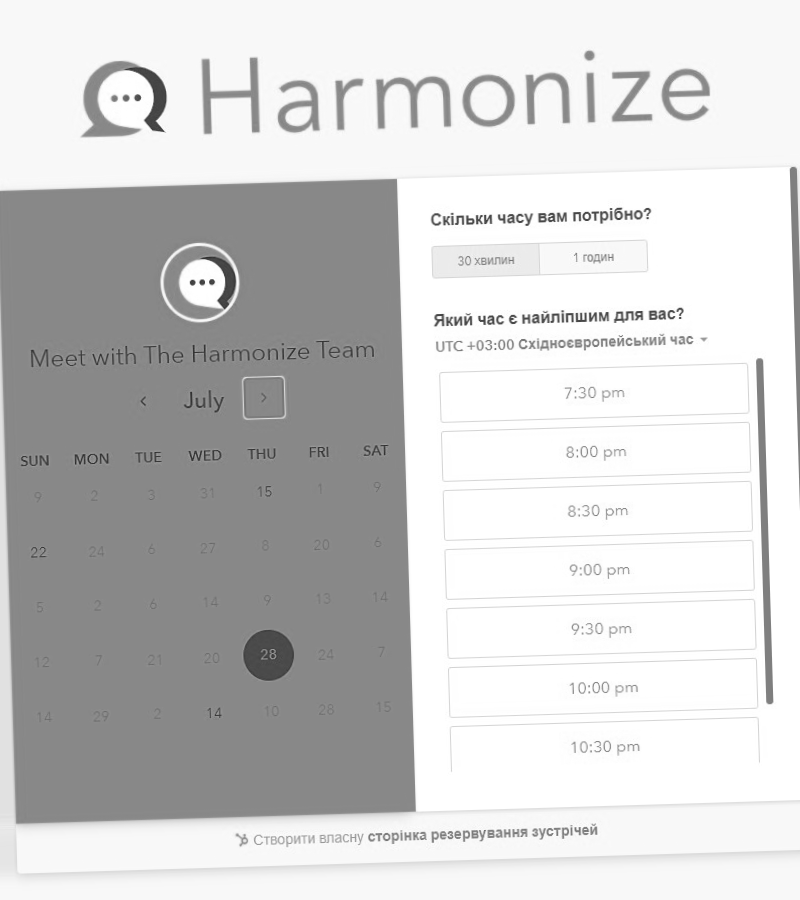 Harmonize
Meet with The Harmonize Team
July
SUN MON TUE WED THU FRI SAT
9 2 3 31 15 1 9
22 24 6 27 8 20 6
5 2 6 14 9 13 14
12 7 21 20 28 24 7
14 29 2 14 10 28 15
Скільки часу вам потрібно?
30 хвилин 1 годин
Який час є найліпшим для вас?
UTC +03:00 Східноєвропейський час
7:30 pm
8:00 pm
8:30 pm
9:00 pm
9:30 pm
10:00 pm
10:30 pm
Створити власну сторінка резервування зустрічей